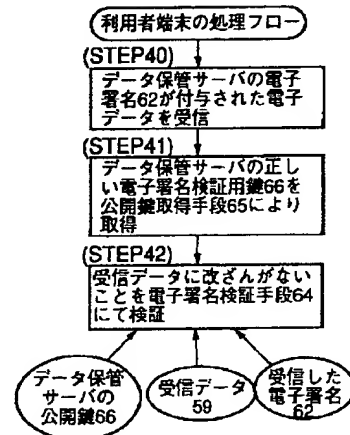 利用者端末の処理フロー
(STEP40)
データ保管サーバの電子
署名62が付与された電子
データを受信
(STEP41)
データ保管サーバの正し
い電子署名検証用鍵66を
公開鍵取得手段65により
取得
(STEP42)
受信データに改ざんがない
ことを電子署名検証手段64
にて検証
データ保管
サーバの
公開鍵66
受信データ
59
受信した
電子署名
62